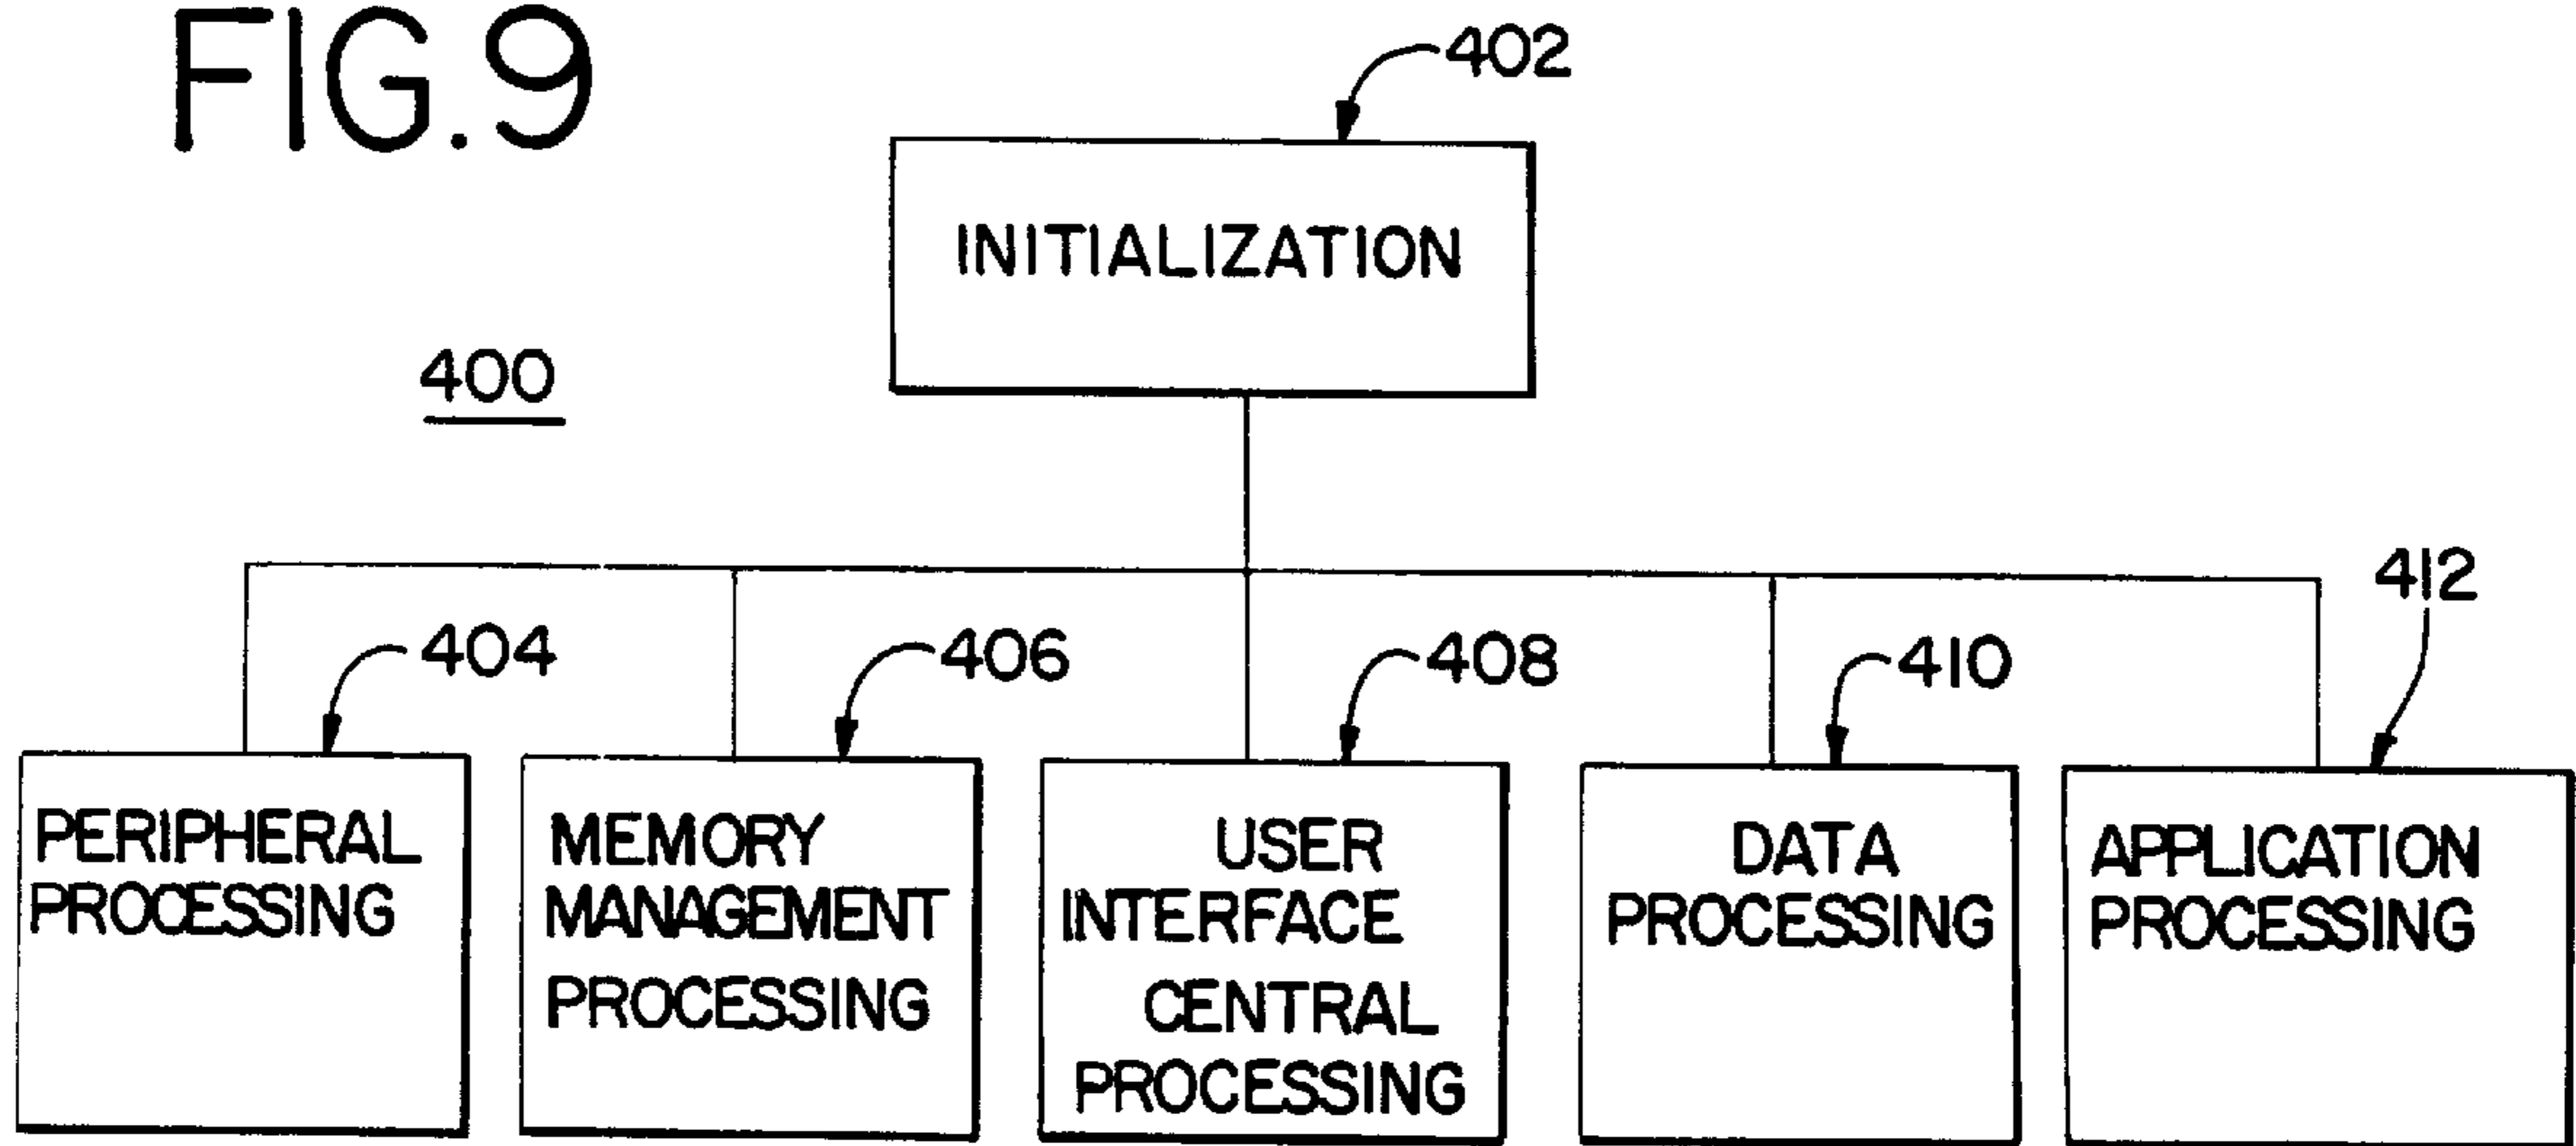 FIG.9
402
INITIALIZATION
400
404
406
408
410
412
PERIPHERAL
PROCESSING
MEMORY
MANAGEMENT
PROCESSING
USER
INTERFACE
CENTRAL
PROCESSING
DATA
PROCESSING
APPLICATION
PROCESSING